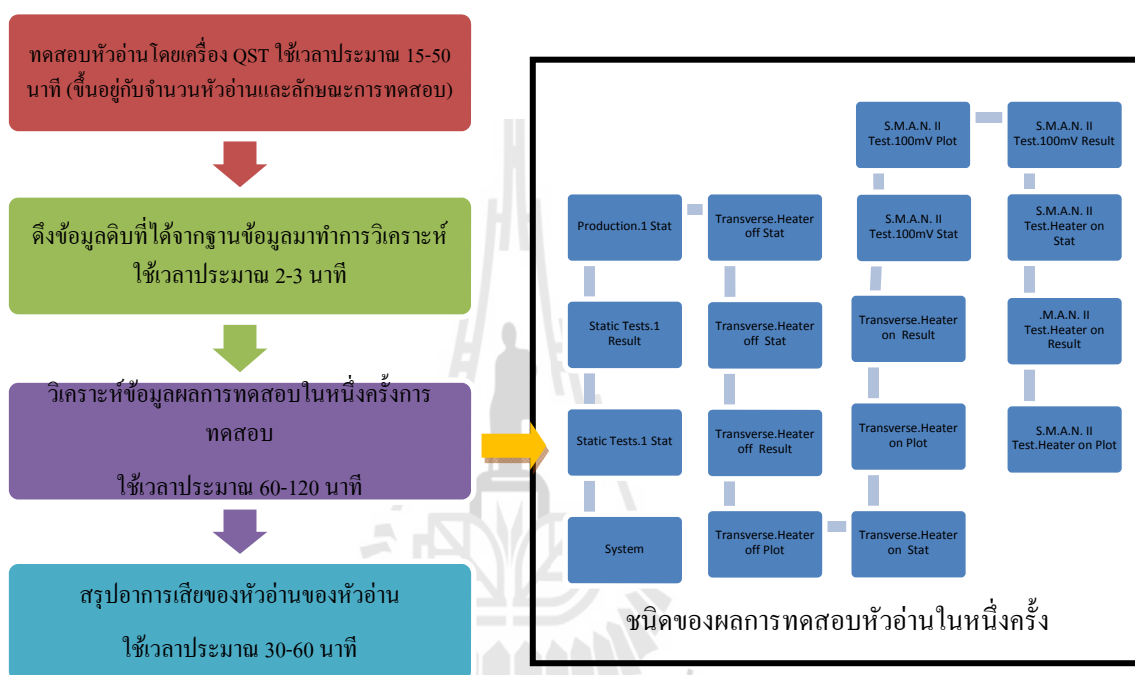 ทดสอบหัวอ่านโดยเครื่อง QST ใช้เวลาประมาณ 15-50
นาที (ขึ้นอยู่กับจำนวนหัวอ่านและลักษณะการทดสอบ)
ดึงข้อมูลดิบที่ได้จากฐานข้อมูลมาทำการวิเคราะห์
ใช้เวลาประมาณ 2-3 นาที
วิเคราะห์ข้อมูลผลการทดสอบในหนึ่งครั้งการ
ทดสอบ
ใช้เวลาประมาณ 60-120 นาที
สรุปอาการเสียของหัวอ่านของหัวอ่าน
ใช้เวลาประมาณ 30-60 นาที
System
Static Tests.1 Stat
Static Tests.1
Result
Production.1 Stat
Transverse.Heater
off Stat
Transverse.Heater
off  Stat
Transverse.Heater
off  Result
Transverse.Heater
off Plot
Transverse.Heater
on  Stat
Transverse.Heater
on Plot
Transverse.Heater
on  Result
S.M.A.N. II
Test.100mV Stat
S.M.A.N. II
Test.100mV Plot
S.M.A.N. II
Test.100mV Result
S.M.A.N. II
Test.Heater on
Stat
.M.A.N. II
Test.Heater on
Result
S.M.A.N. II
Test.Heater on Plot
ชนิดของผลการทดสอบหัวอ่านในหนึ่งครั้ง